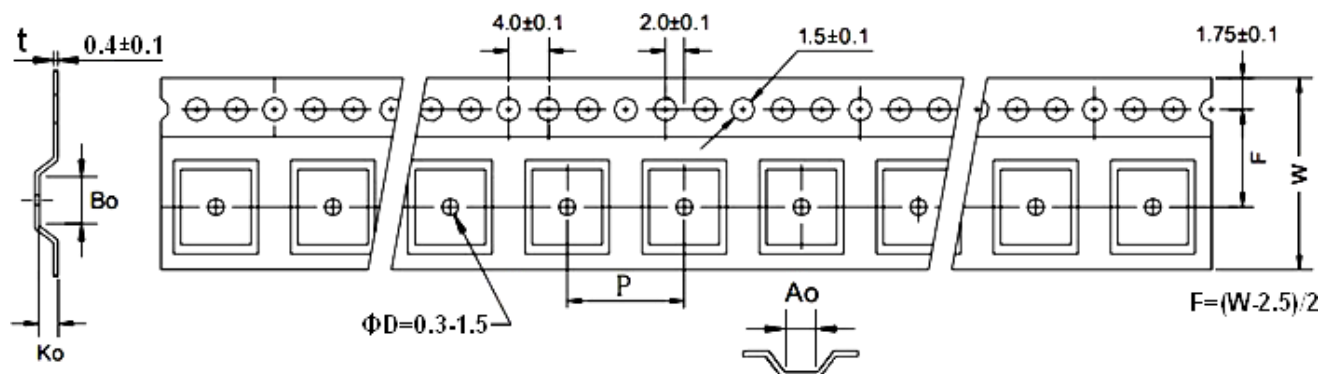 4.0±0.1
2.0±0.1
1.5±0.1
1.75±0.1
t
0.4±0.1
F
W
Bo
P
Ao
ΦD=0.3-1.5
F=(W-2.5)/2
Ko